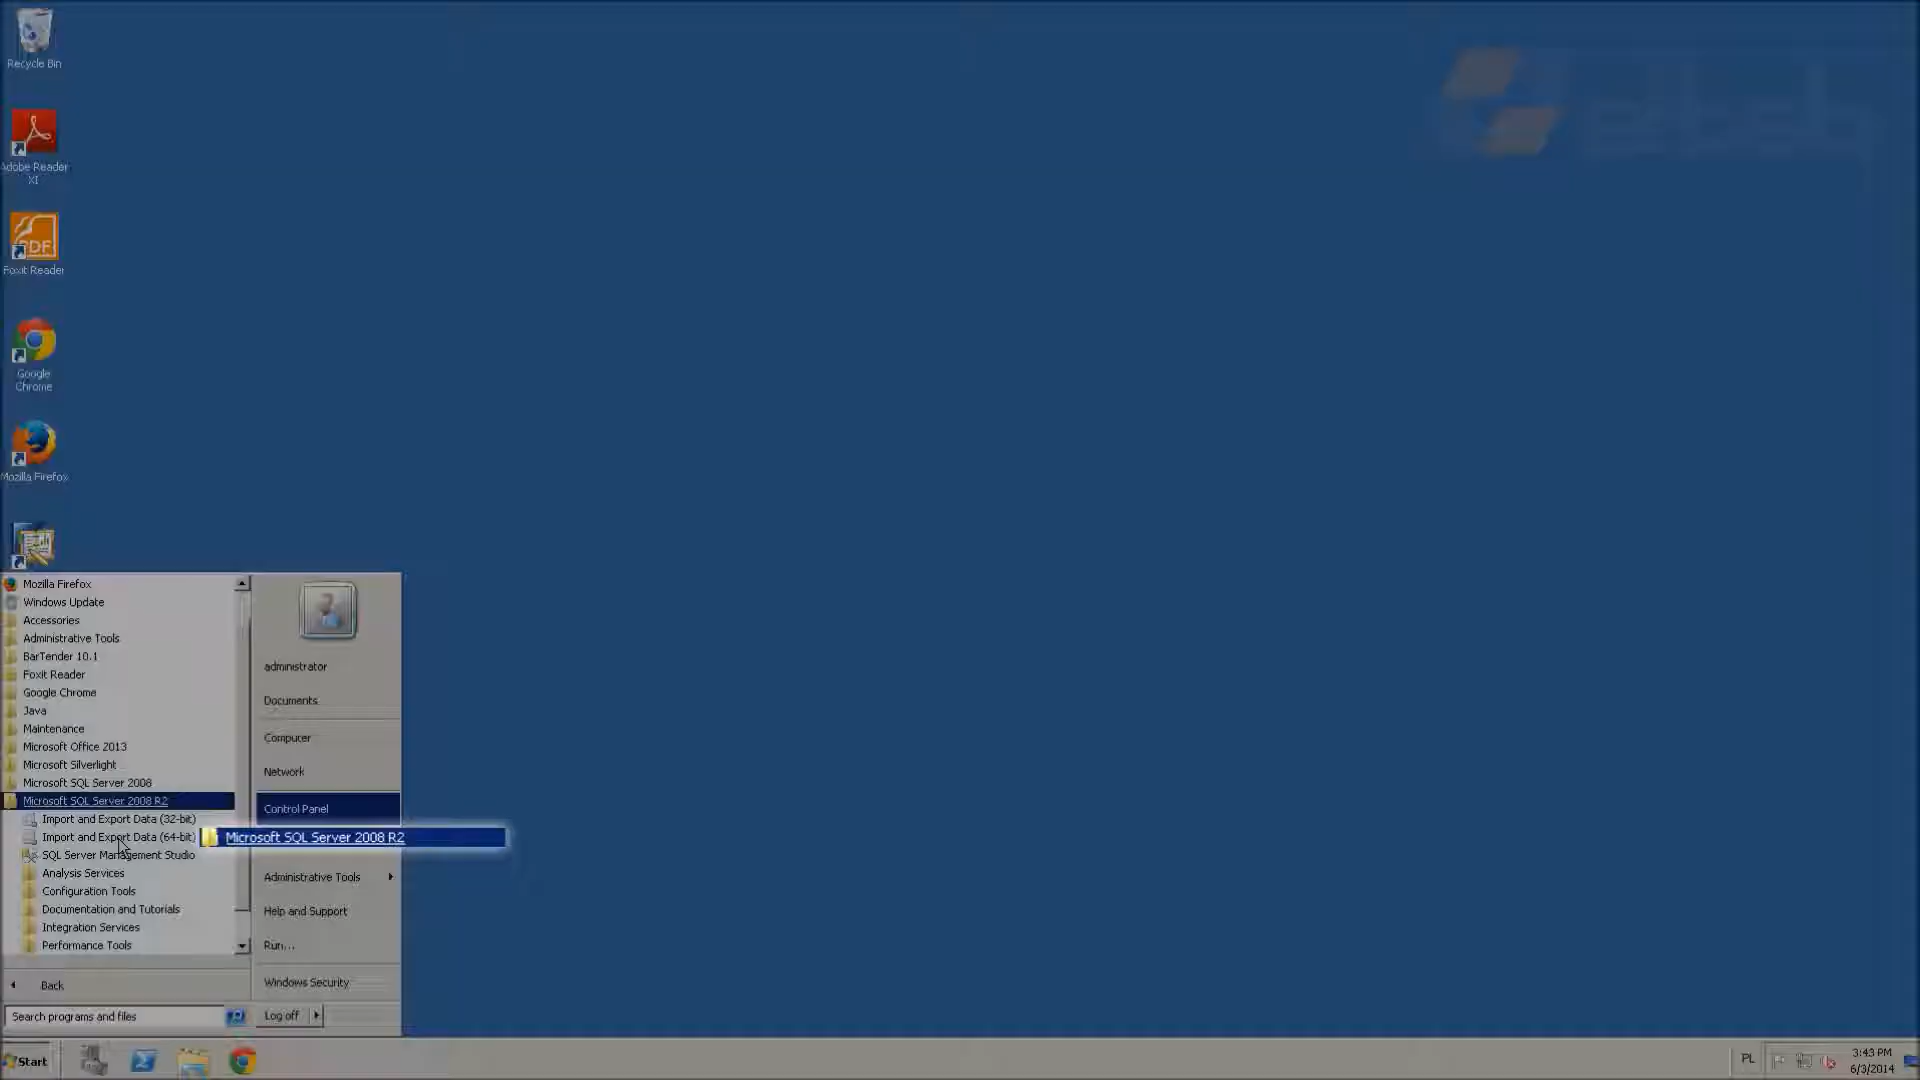 Recycle Bin
Adobe Reader
XI
PDF
Foxit Reader
Google
Chrome
Mozilla Firefox
Mozilla Firefox
Windows Update
Accessories
Administrative Tools
BarTender 10.1
Foxit Reader
Google Chrome
Java
Maintenance
Microsoft Office 2013
Microsoft Silverlight
Microsoft SQL Server 2008
Microsoft SQL Server 2008 R2
Import and Export Data (32-bit)
Import and Export Data (64-bit)
SQL Server Management Studio
Analysis Services
Configuration Tools
Documentation and Tutorials
Integration Services
Performance Tools
Back
Search programs and files
administrator
Documents
Computer
Network
Control Panel
Microsoft SQL Server 2008 R2
Administrative Tools
Help and Support
Run...
Windows Security
Log off
Start
PL
3:43 PM
6/3/2014